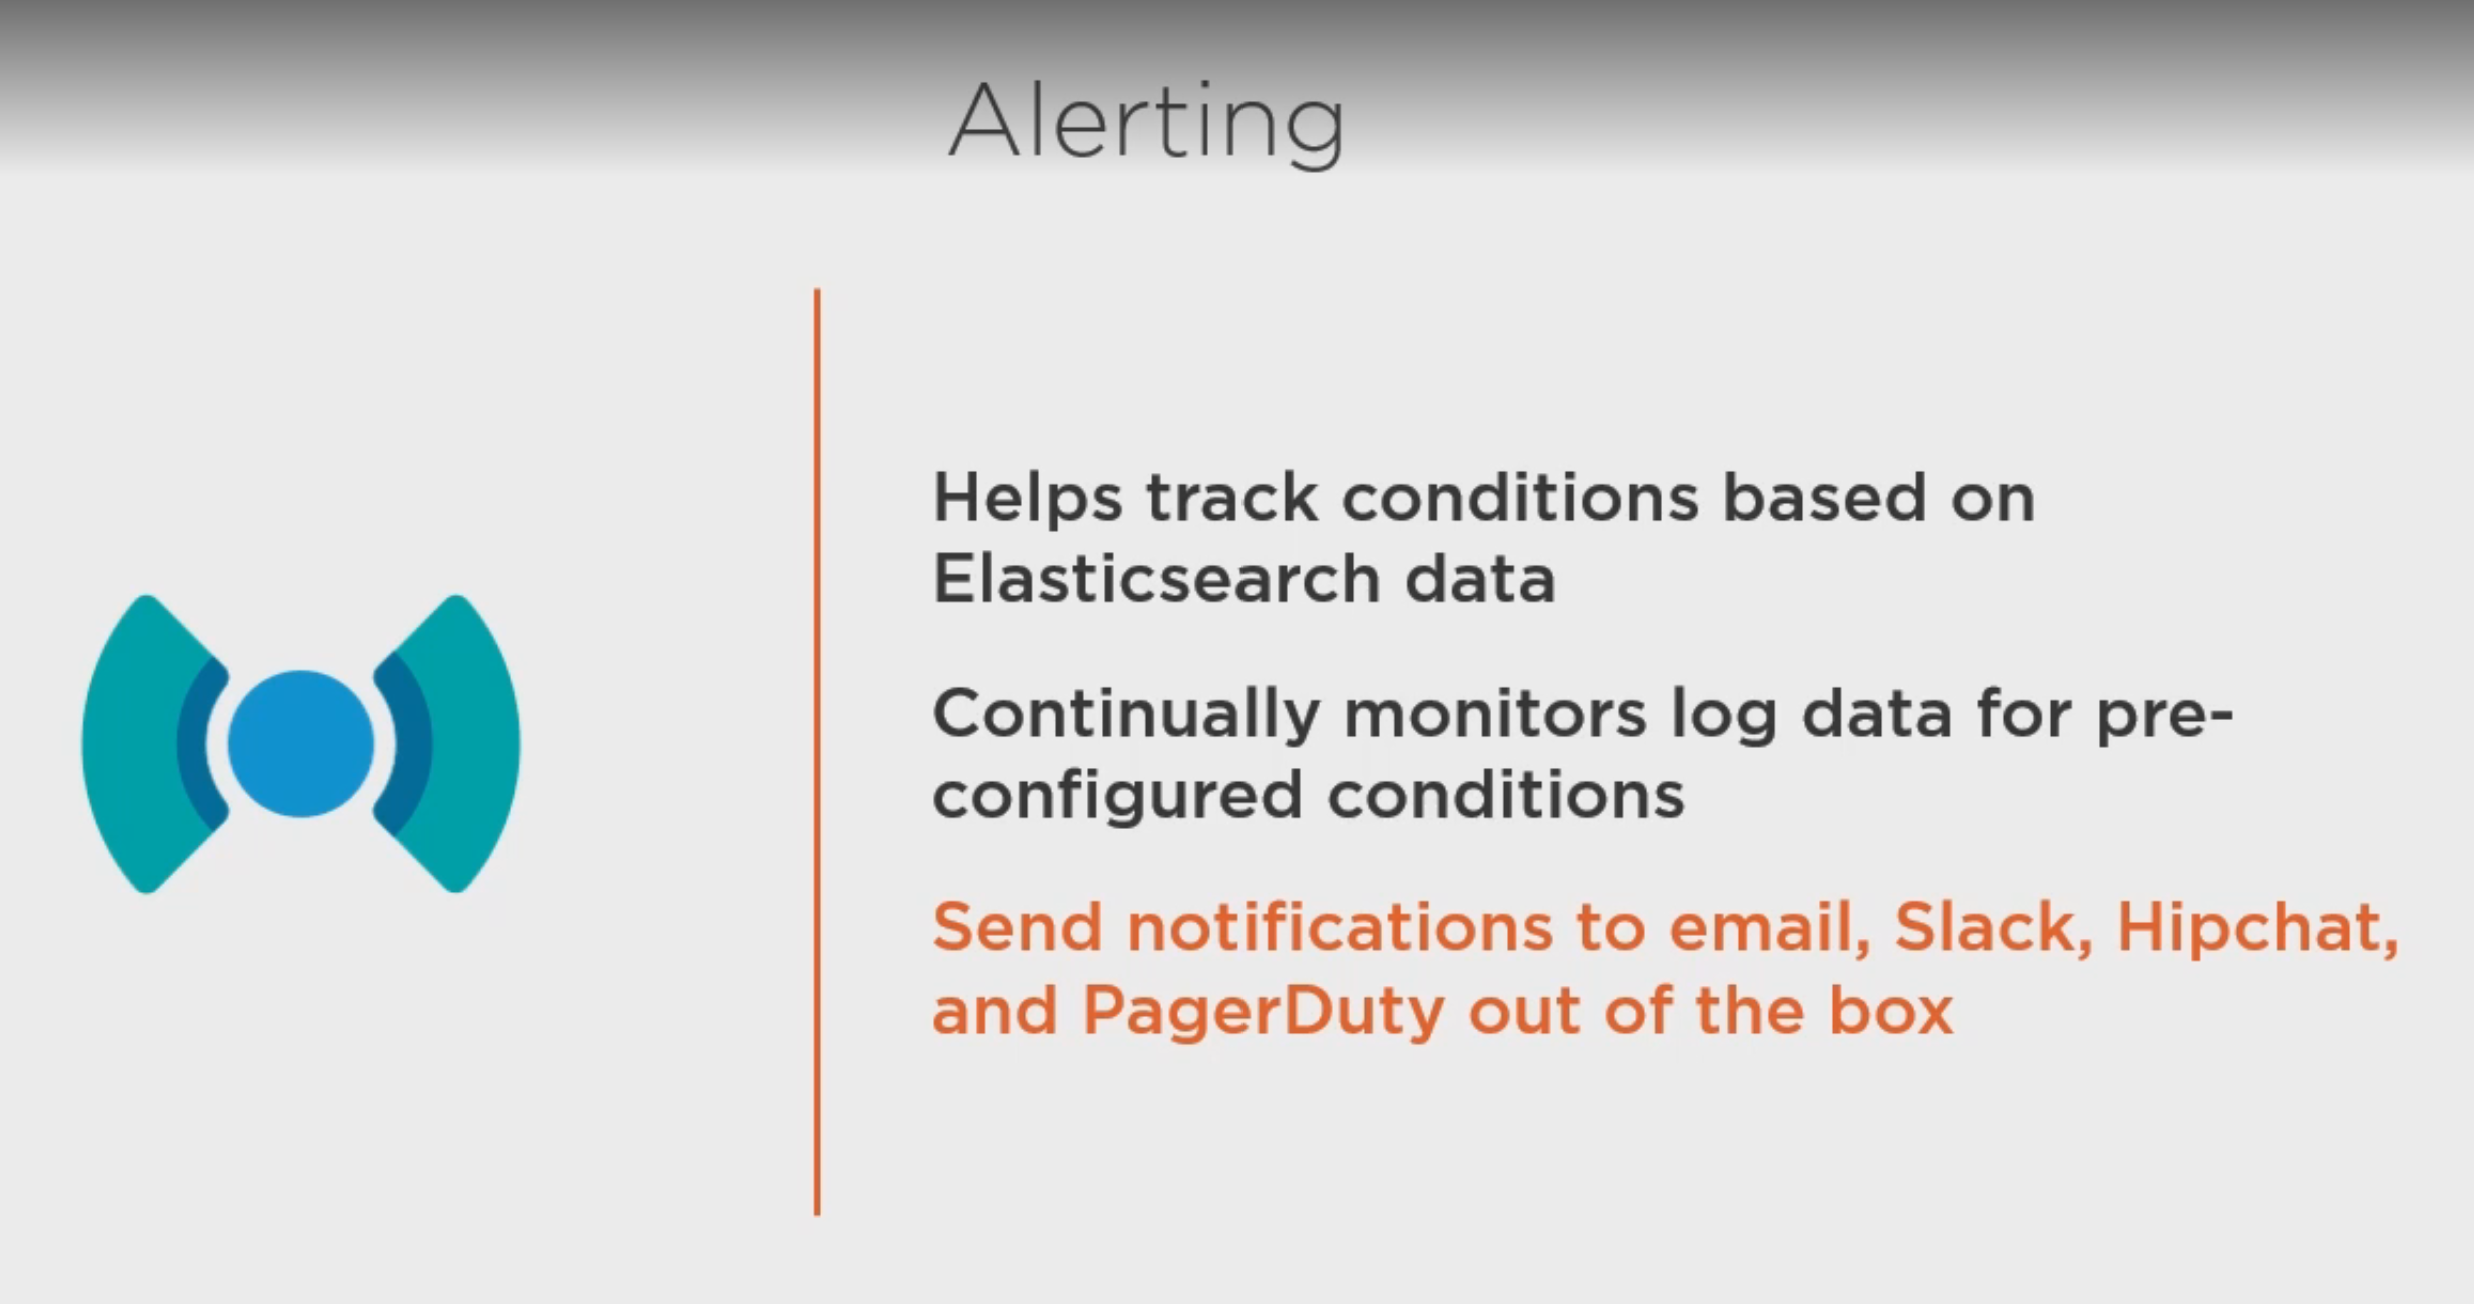 Alerting
Helps track conditions based on
Elasticsearch data
Continually monitors log data for pre-
configured conditions
Send notifications to email, Slack, Hipchat,
and PagerDuty out of the box